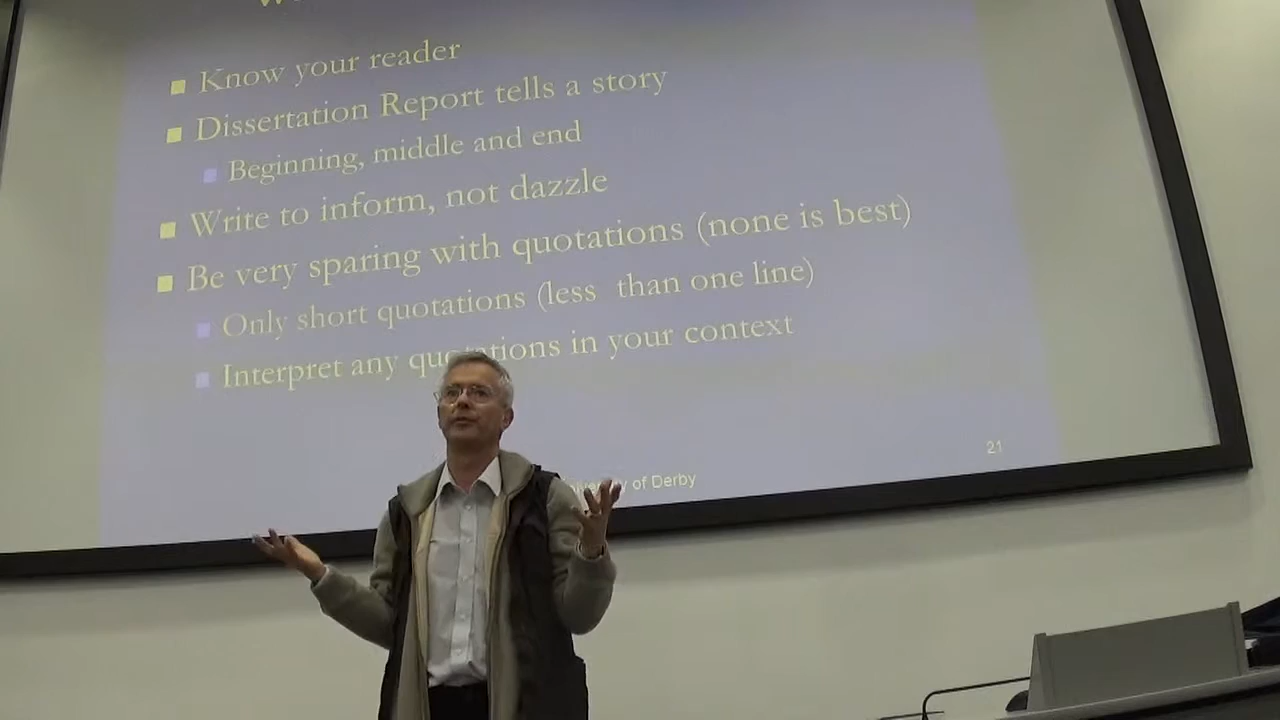 Know your reader
Dissertation Report tells a story
Beginning, middle and end
Write to inform, not dazzle
Be very sparing with quotations (none is best)
Only short quotations (less than one line)
Interpret any quotations in your context
21
of Derby